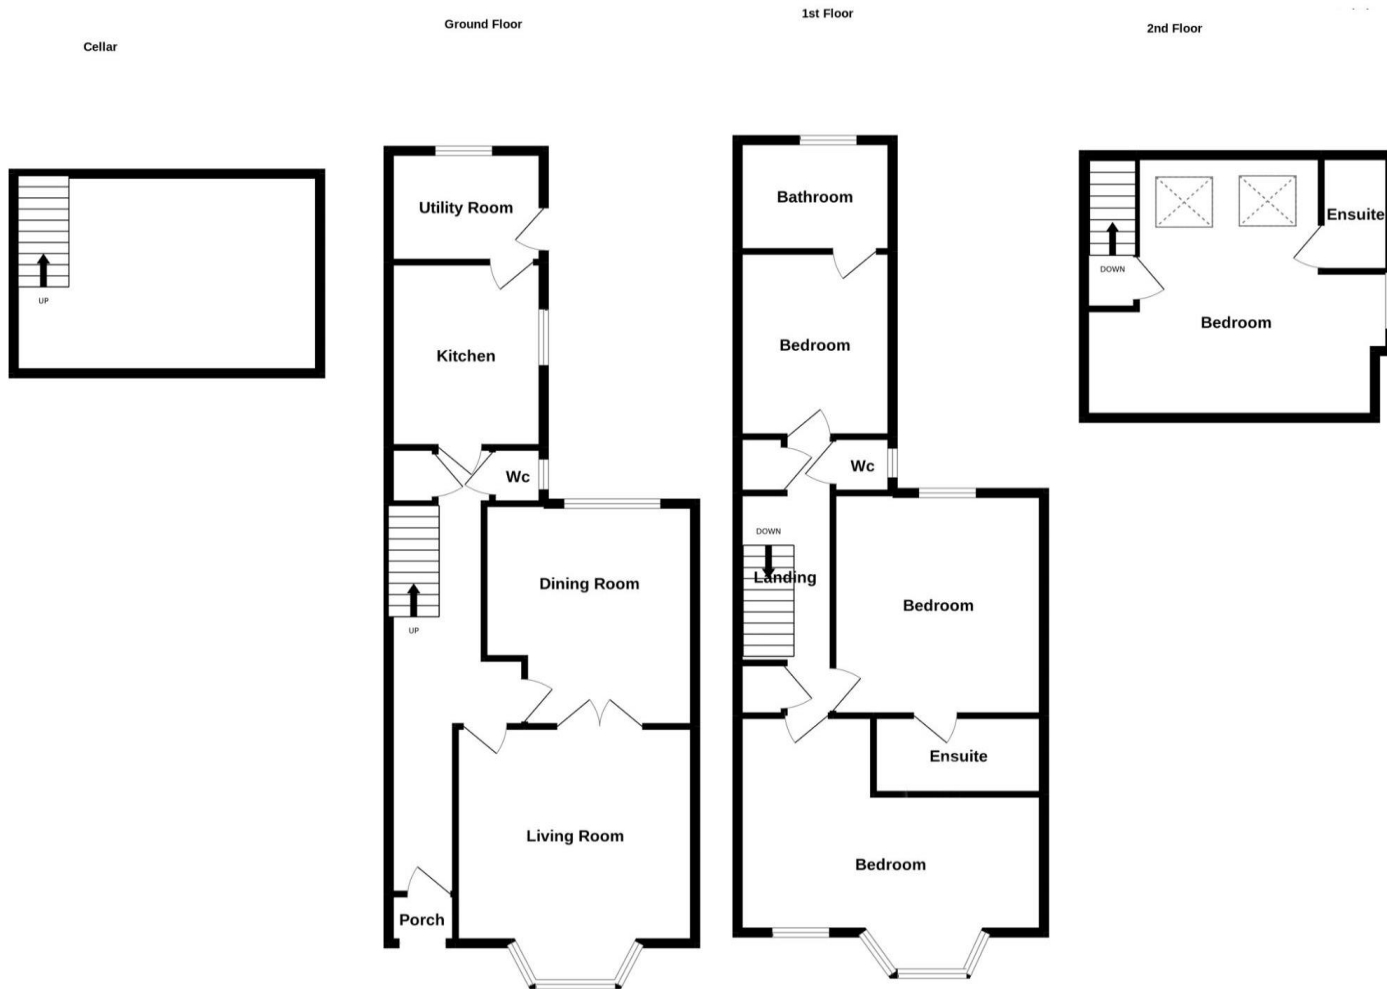 Cellar
UP
Ground Floor
Utility Room
Kitchen
Wc
Dining Room
UP
Living Room
Porch
1st Floor
Bathroom
Bedroom
Wc
DOWN
Landing
Bedroom
Ensuite
Bedroom
2nd Floor
Ensuite
DOWN
Bedroom